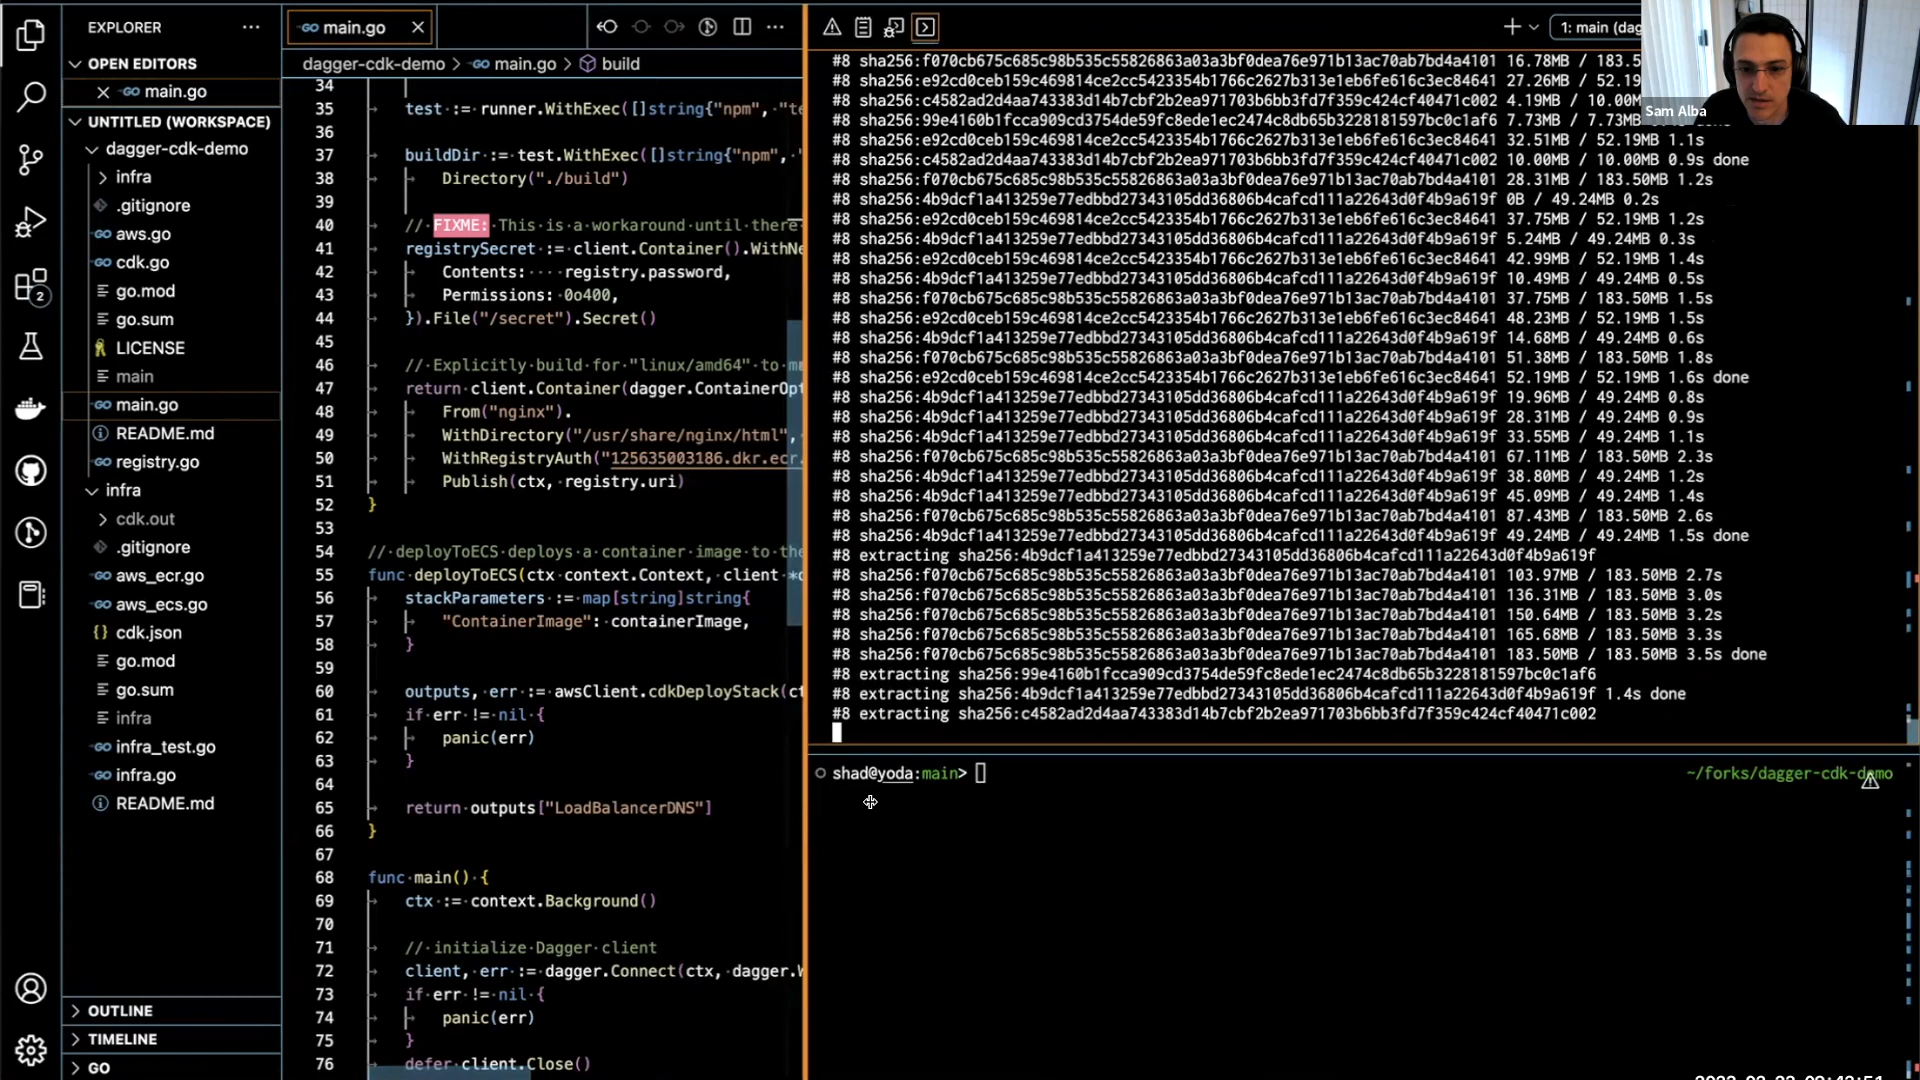 EXPLORER
OPEN EDITORS
main.go
UNTITLED (WORKSPACE)
dagger-cdk-demo
infra
.gitignore
aws.go
cdk.go
go.mod
go.sum
LICENSE
main
main.go
README.md
registry.go
infra
cdk.out
.gitignore
aws_ecr.go
aws_ecs.go
cdk.json
go.mod
go.sum
infra
infra_test.go
infra.go
README.md
OUTLINE
TIMELINE
GO
2
main.go
dagger-cdk-demo > main.go > build
34
35 test := runner.WithExec([]string{"npm", "te
36
37 buildDir := test.WithExec([]string{"npm", "
38 Directory("./build")
39
40 // FIXME: This is a workaround until there
41 registrySecret := client.Container().WithNe
42 Contents: registry.password,
43 Permissions: 0o400,
44 }).File("/secret").Secret()
45
46 // Explicitly build for "linux/amd64" to m
47 return client.Container(dagger.ContainerOpt
48 From("nginx").
49 WithDirectory("/usr/share/nginx/html",
50 WithRegistryAuth("125635003186.dkr.ecr.
51 Publish(ctx, registry.uri)
52 }
53
54 // deployToECS deploys a container image to the
55 func deployToECS(ctx context.Context, client *d
56 stackParameters := map[string]string{
57 "ContainerImage": containerImage,
58 }
59
60 outputs, err := awsClient.cdkDeployStack(ct
61 if err != nil {
62 panic(err)
63 }
64
65 return outputs["LoadBalancerDNS"]
66 }
67
68 func main() {
69 ctx := context.Background()
70
71 // initialize Dagger client
72 client, err := dagger.Connect(ctx, dagger.W
73 if err != nil {
74 panic(err)
75 }
76 defer client.Close()
1: main (dag
#8 sha256:f070cb675c685c98b535c55826863a03a3bf0dea76e971b13ac70ab7bd4a4101 16.78MB / 183.5
#8 sha256:e92cd0ceb159c469814ce2cc5423354b1766c2627b313e1eb6fe616c3ec84641 27.26MB / 52.19
#8 sha256:c4582ad2d4aa743383d14b7cbf2b2ea971703b6bb3fd7f359c424cf40471c002 4.19MB / 10.00M
#8 sha256:99e4160b1fcca909cd3754de59fc8ede1ec2474c8db65b3228181597bc0c1af6 7.73MB / 7.73M
#8 sha256:e92cd0ceb159c469814ce2cc5423354b1766c2627b313e1eb6fe616c3ec84641 32.51MB / 52.19MB 1.1s
#8 sha256:c4582ad2d4aa743383d14b7cbf2b2ea971703b6bb3fd7f359c424cf40471c002 10.00MB / 10.00MB 0.9s done
#8 sha256:f070cb675c685c98b535c55826863a03a3bf0dea76e971b13ac70ab7bd4a4101 28.31MB / 183.50MB 1.2s
#8 sha256:4b9dcf1a413259e77edbbd27343105dd36806b4cafcd111a22643d0f4b9a619f 0B / 49.24MB 0.2s
#8 sha256:e92cd0ceb159c469814ce2cc5423354b1766c2627b313e1eb6fe616c3ec84641 37.75MB / 52.19MB 1.2s
#8 sha256:4b9dcf1a413259e77edbbd27343105dd36806b4cafcd111a22643d0f4b9a619f 5.24MB / 49.24MB 0.3s
#8 sha256:e92cd0ceb159c469814ce2cc5423354b1766c2627b313e1eb6fe616c3ec84641 42.99MB / 52.19MB 1.4s
#8 sha256:4b9dcf1a413259e77edbbd27343105dd36806b4cafcd111a22643d0f4b9a619f 10.49MB / 49.24MB 0.5s
#8 sha256:f070cb675c685c98b535c55826863a03a3bf0dea76e971b13ac70ab7bd4a4101 37.75MB / 183.50MB 1.5s
#8 sha256:e92cd0ceb159c469814ce2cc5423354b1766c2627b313e1eb6fe616c3ec84641 48.23MB / 52.19MB 1.5s
#8 sha256:4b9dcf1a413259e77edbbd27343105dd36806b4cafcd111a22643d0f4b9a619f 14.68MB / 49.24MB 0.6s
#8 sha256:f070cb675c685c98b535c55826863a03a3bf0dea76e971b13ac70ab7bd4a4101 51.38MB / 183.50MB 1.8s
#8 sha256:e92cd0ceb159c469814ce2cc5423354b1766c2627b313e1eb6fe616c3ec84641 52.19MB / 52.19MB 1.6s done
#8 sha256:4b9dcf1a413259e77edbbd27343105dd36806b4cafcd111a22643d0f4b9a619f 19.96MB / 49.24MB 0.8s
#8 sha256:4b9dcf1a413259e77edbbd27343105dd36806b4cafcd111a22643d0f4b9a619f 28.31MB / 49.24MB 0.9s
#8 sha256:4b9dcf1a413259e77edbbd27343105dd36806b4cafcd111a22643d0f4b9a619f 33.55MB / 49.24MB 1.1s
#8 sha256:f070cb675c685c98b535c55826863a03a3bf0dea76e971b13ac70ab7bd4a4101 67.11MB / 183.50MB 2.3s
#8 sha256:4b9dcf1a413259e77edbbd27343105dd36806b4cafcd111a22643d0f4b9a619f 38.80MB / 49.24MB 1.2s
#8 sha256:4b9dcf1a413259e77edbbd27343105dd36806b4cafcd111a22643d0f4b9a619f 45.09MB / 49.24MB 1.4s
#8 sha256:f070cb675c685c98b535c55826863a03a3bf0dea76e971b13ac70ab7bd4a4101 87.43MB / 183.50MB 2.6s
#8 sha256:4b9dcf1a413259e77edbbd27343105dd36806b4cafcd111a22643d0f4b9a619f 49.24MB / 49.24MB 1.5s done
#8 extracting sha256:4b9dcf1a413259e77edbbd27343105dd36806b4cafcd111a22643d0f4b9a619f
#8 sha256:f070cb675c685c98b535c55826863a03a3bf0dea76e971b13ac70ab7bd4a4101 103.97MB / 183.50MB 2.7s
#8 sha256:f070cb675c685c98b535c55826863a03a3bf0dea76e971b13ac70ab7bd4a4101 136.31MB / 183.50MB 3.0s
#8 sha256:f070cb675c685c98b535c55826863a03a3bf0dea76e971b13ac70ab7bd4a4101 150.64MB / 183.50MB 3.2s
#8 sha256:f070cb675c685c98b535c55826863a03a3bf0dea76e971b13ac70ab7bd4a4101 165.68MB / 183.50MB 3.3s
#8 sha256:f070cb675c685c98b535c55826863a03a3bf0dea76e971b13ac70ab7bd4a4101 183.50MB / 183.50MB 3.5s done
#8 extracting sha256:99e4160b1fcca909cd3754de59fc8ede1ec2474c8db65b3228181597bc0c1af6
#8 extracting sha256:4b9dcf1a413259e77edbbd27343105dd36806b4cafcd111a22643d0f4b9a619f 1.4s done
#8 extracting sha256:c4582ad2d4aa743383d14b7cbf2b2ea971703b6bb3fd7f359c424cf40471c002
shad@yoda:main> ~/forks/dagger-cdk-demo
Sam Alba